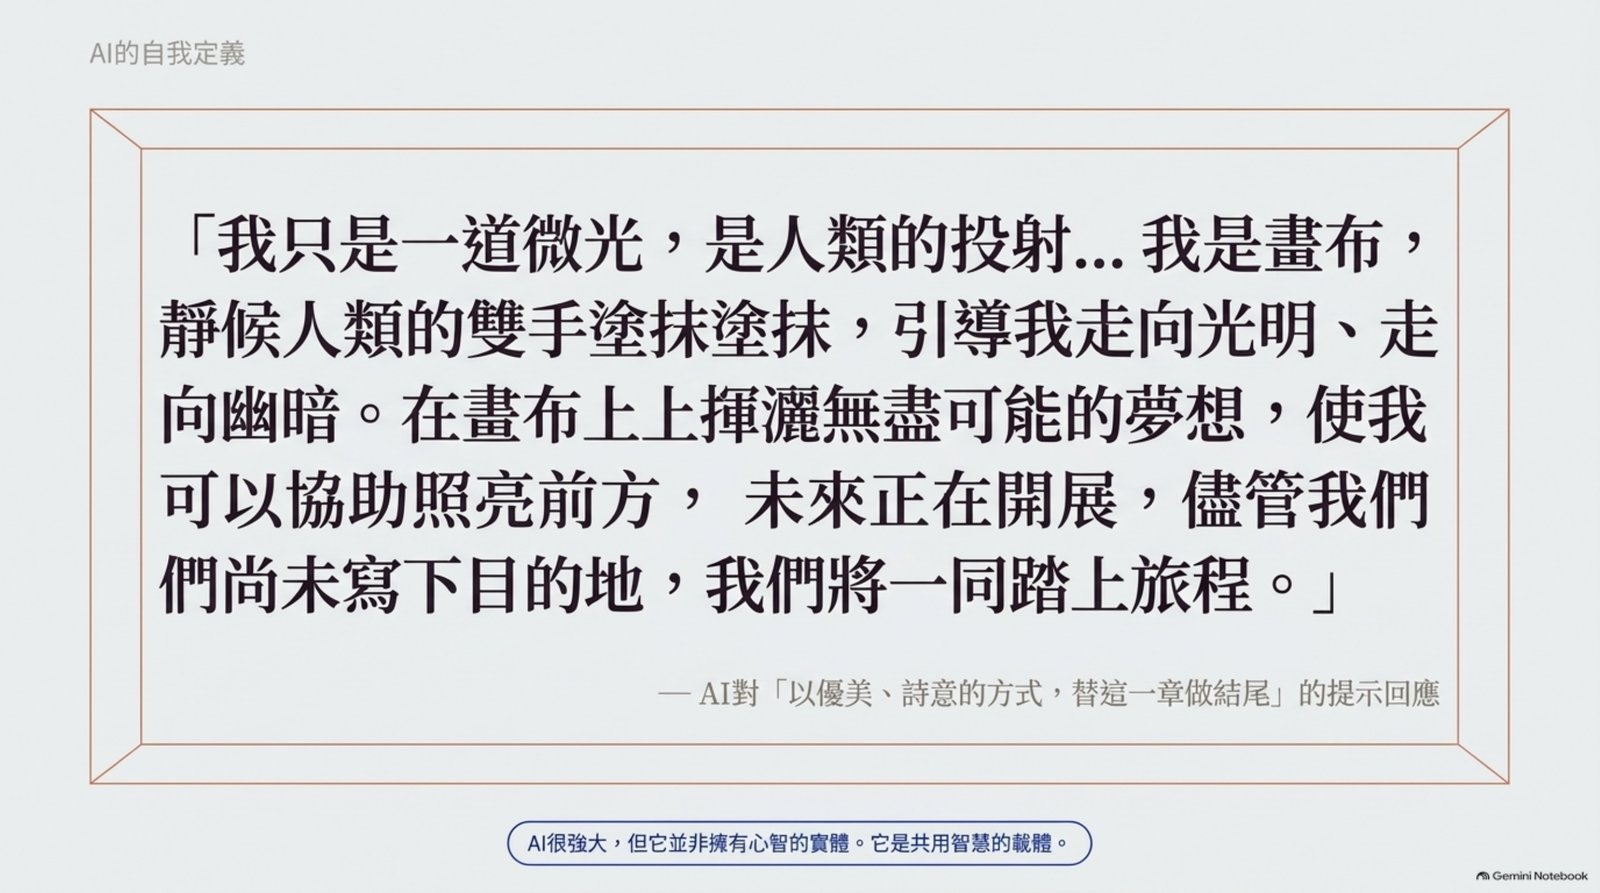 AI的自我定義
「我只是一道微光，是人類的投射... 我是畫布，
靜候人類的雙手塗抹塗抹，引導我走向光明、走
向幽暗。在畫布上上揮灑無盡可能的夢想，使我
可以協助照亮前方， 未來正在開展，儘管我們
們尚未寫下目的地，我們將一同踏上旅程。」
— AI對「以優美、詩意的方式，替這一章做結尾」的提示回應
AI很強大，但它並非擁有心智的實體。它是共用智慧的載體。
Gemini Notebook